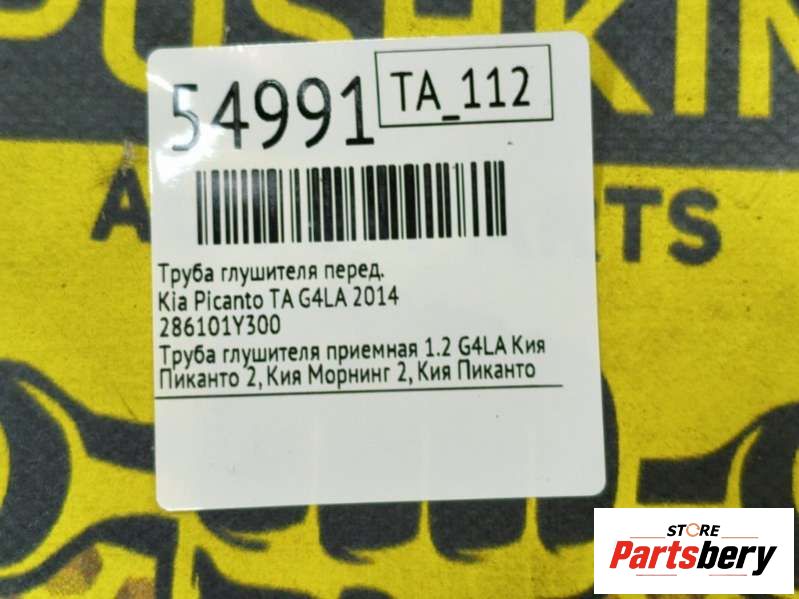 PUSHKIN
54991
TA_112
Труба глушителя перед.
Kia Picanto TA G4LA 2014
286101Y300
Труба глушителя приемная 1.2 G4LA Кия
Пиканто 2, Кия Морнинг 2, Кия Пиканто
STORE
Partsbery